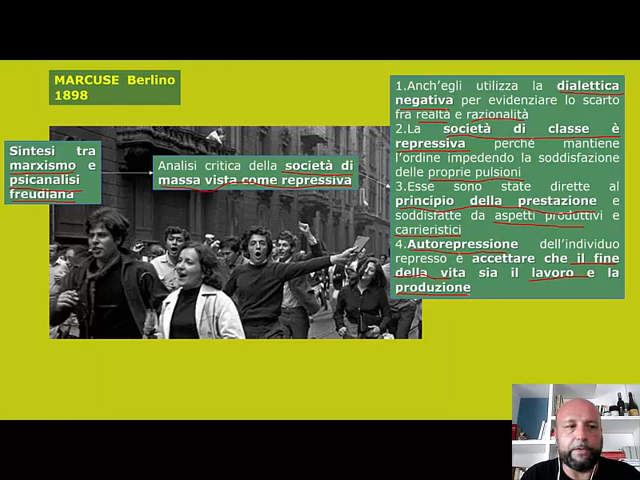 MARCUSE Berlino
1898
Sintesi tra
marxismo e
psicanalisi
freudiana
Analisi critica della società di
massa vista come repressiva
1.Anch'egli utilizza la dialettica
negativa per evidenziare lo scarto
fra realtà e razionalità
2.La società di classe è
repressiva perché mantiene
l'ordine impedendo la soddisfazione
delle proprie pulsioni
3.Esse sono state dirette al
principio della prestazione e
soddisfatte da aspetti produttivi e
carrieristici
4.Autorepressione dell'individuo
represso è accettare che il fine
della vita sia il lavoro e la
produzione